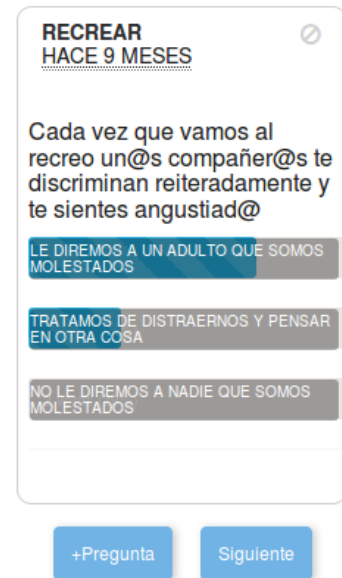 RECREAR
HACE 9 MESES
Cada vez que vamos al
recreo un@s compañer@s te
discriminan reiteradamente y
te sientes angustiad@
LE DIREMOS A UN ADULTO QUE SOMOS
MOLESTADOS
TRATAMOS DE DISTRAERNOS Y PENSAR
EN OTRA COSA
NO LE DIREMOS A NADIE QUE SOMOS
MOLESTADOS
+Pregunta
Siguiente